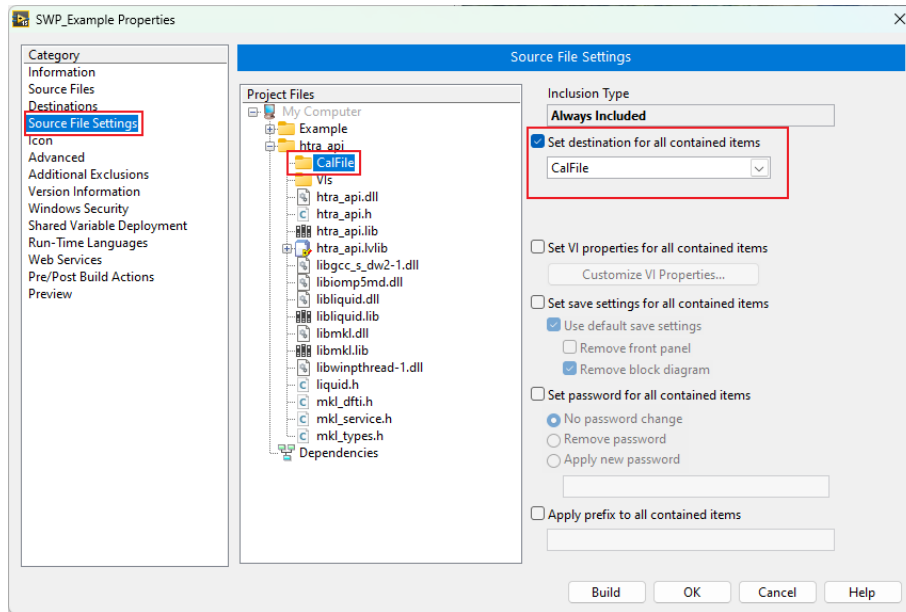 SWP_Example Properties
Category
Information
Source Files
Destinations
Source File Settings
Icon
Advanced
Additional Exclusions
Version Information
Windows Security
Shared Variable Deployment
Run-Time Languages
Web Services
Pre/Post Build Actions
Preview
Source File Settings
Project Files
My Computer
Example
htra_api
CalFile
VIs
htra_api.dll
htra_api.h
htra_api.lib
htra_api.lvlib
libgcc_s_dw2-1.dll
libiomp5md.dll
libliquid.dll
libliquid.lib
libmkl.dll
libmkl.lib
libwinpthread-1.dll
liquid.h
mkl_dfti.h
mkl_service.h
mkl_types.h
Dependencies
Inclusion Type
Always Included
Set destination for all contained items
CalFile
Set VI properties for all contained items
Customize VI Properties...
Set save settings for all contained items
Use default save settings
Remove front panel
Remove block diagram
Set password for all contained items
No password change
Remove password
Apply new password
Apply prefix to all contained items
Build
OK
Cancel
Help